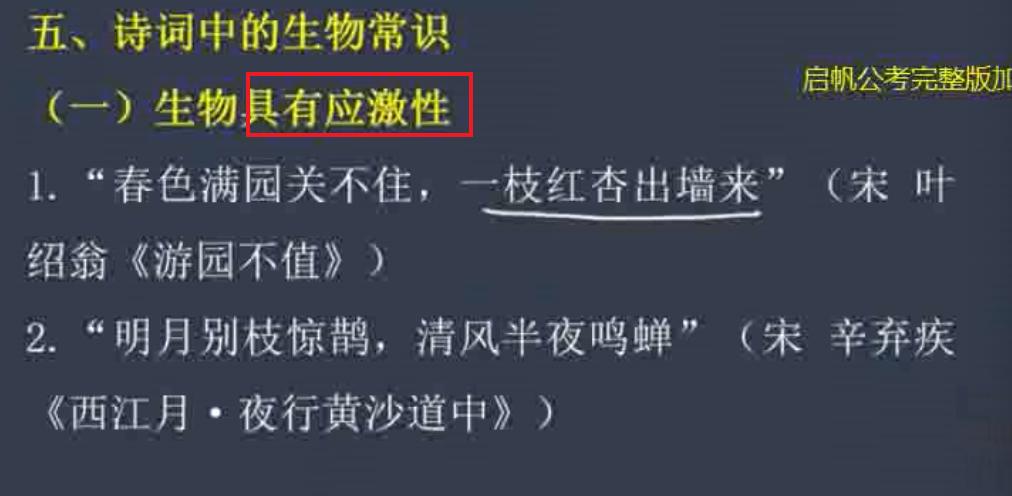 五、诗词中的生物常识
启帆公考完整版加
（一）生物具有应激性
1. “春色满园关不住，一枝红杏出墙来”（宋 叶
绍翁《游园不值》）
2. “明月别枝惊鹊，清风半夜鸣蝉”（宋 辛弃疾
《西江月·夜行黄沙道中》）